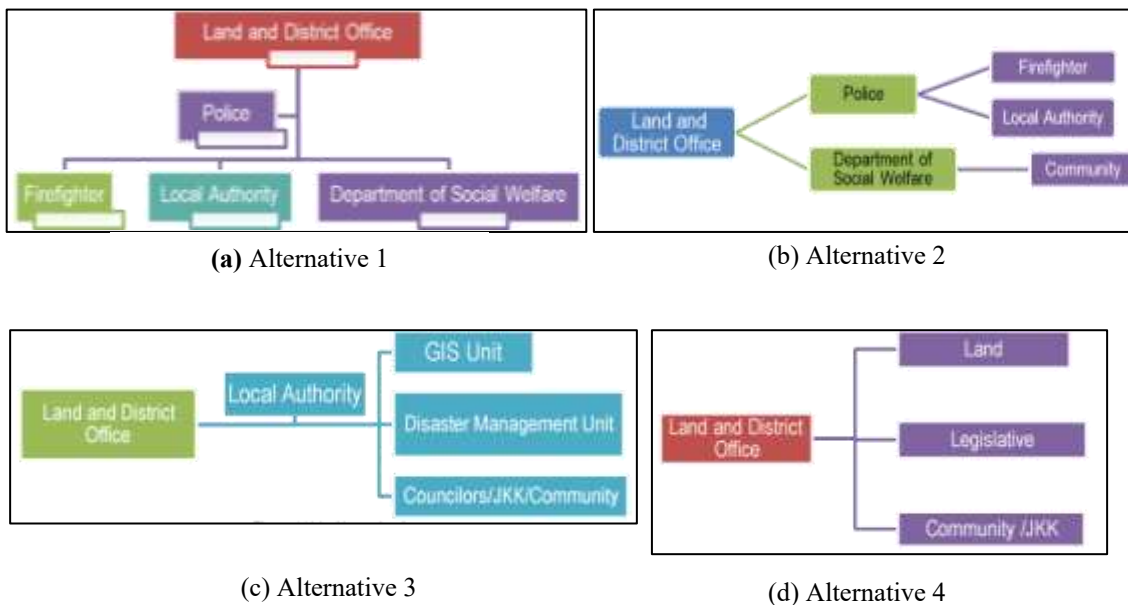 Land and District Office
Police
Firefighter
Local Authority
Department of Social Welfare
(a) Alternative 1
Land and
District Office
Police
Department of
Social Welfare
Firefighter
Local Authority
Community
(b) Alternative 2
Land and District
Office
Local Authority
GIS Unit
Disaster Management Unit
Councilors/JKK/Community
(c) Alternative 3
Land and District
Office
Land
Legislative
Community /JKK
(d) Alternative 4